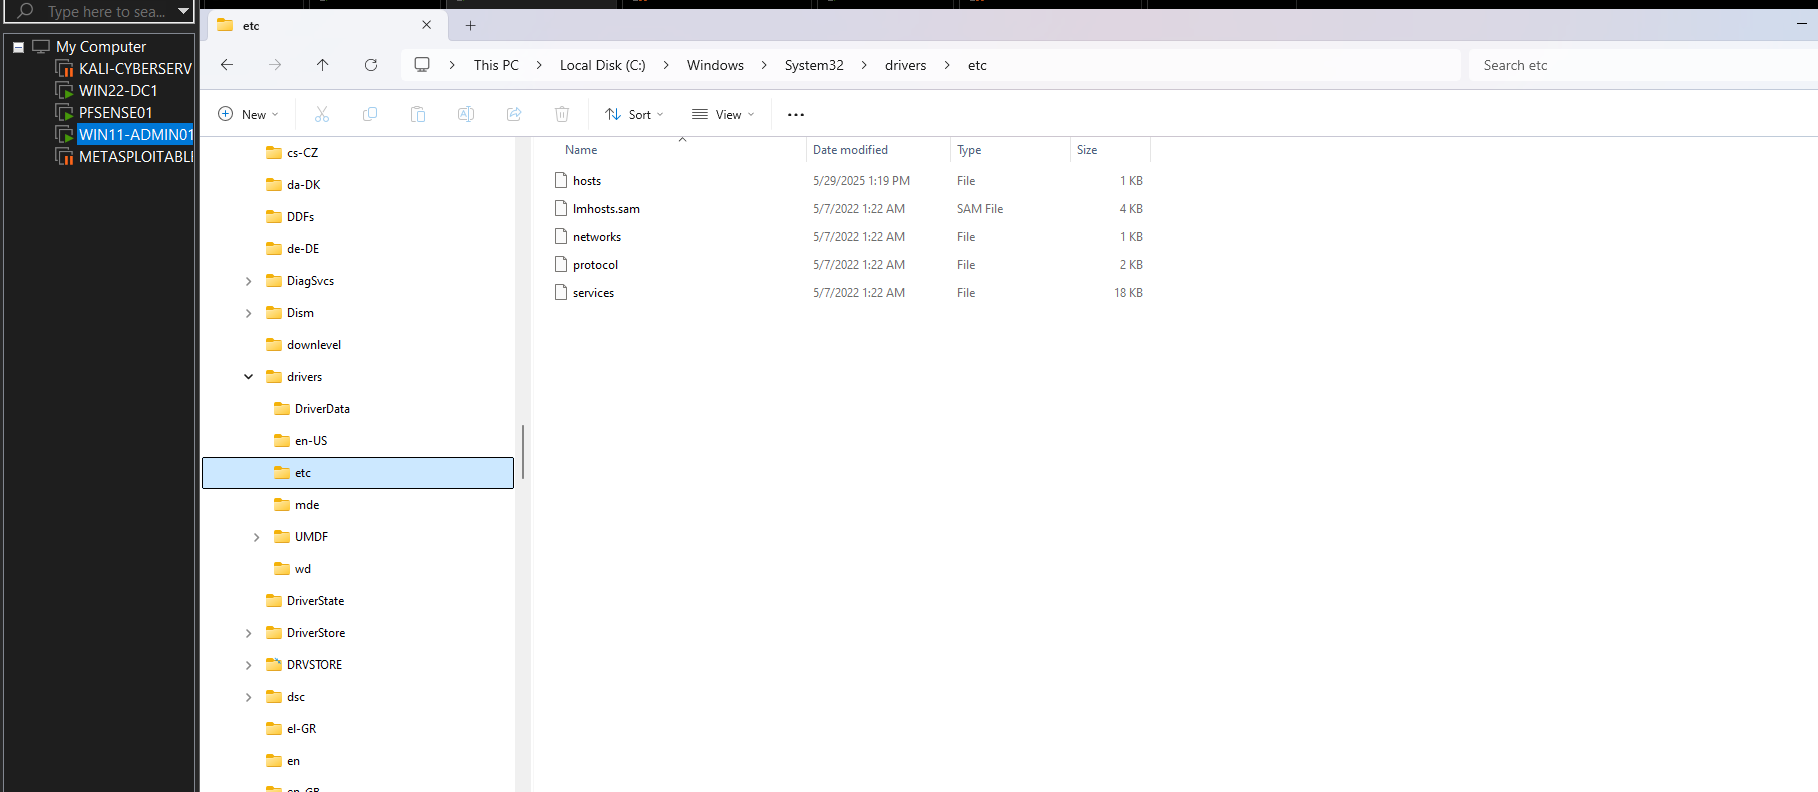 Type here to sea...
My Computer
KALI-CYBERSERV
WIN22-DC1
PFSENSE01
WIN11-ADMIN01
METASPLOITABL
etc
This PC > Local Disk (C:) > Windows > System32 > drivers > etc
Search etc
New
Sort
View
cs-CZ
da-DK
DDFs
de-DE
DiagSvcs
Dism
downlevel
drivers
DriverData
en-US
etc
mde
UMDF
wd
DriverState
DriverStore
DRVSTORE
dsc
el-GR
en
en-GB
Name Date modified Type Size
hosts 5/29/2025 1:19 PM File 1 KB
lmhosts.sam 5/7/2022 1:22 AM SAM File 4 KB
networks 5/7/2022 1:22 AM File 1 KB
protocol 5/7/2022 1:22 AM File 2 KB
services 5/7/2022 1:22 AM File 18 KB